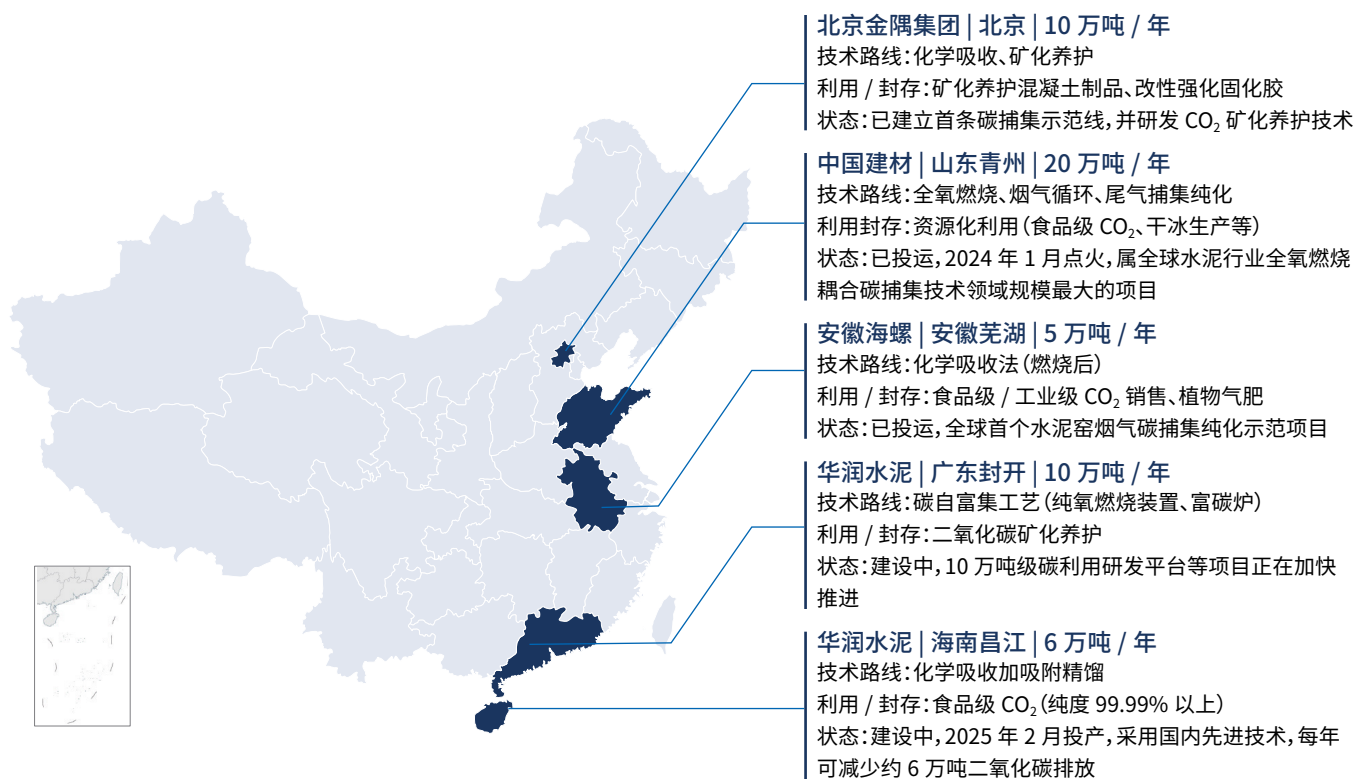 北京金隅集团 | 北京 | 10 万吨 / 年
技术路线：化学吸收、矿化养护
利用 / 封存：矿化养护混凝土制品、改性强化固化胶
状态：已建立首条碳捕集示范线，并研发 CO₂ 矿化养护技术
中国建材 | 山东青州 | 20 万吨 / 年
技术路线：全氧燃烧、烟气循环、尾气捕集纯化
利用封存：资源化利用（食品级 CO₂、干冰生产等）
状态：已投运，2024 年 1 月点火，属全球水泥行业全氧燃烧
耦合碳捕集技术领域规模最大的项目
安徽海螺 | 安徽芜湖 | 5 万吨 / 年
技术路线：化学吸收法（燃烧后）
利用 / 封存：食品级 / 工业级 CO₂ 销售、植物气肥
状态：已投运，全球首个水泥窑烟气碳捕集纯化示范项目
华润水泥 | 广东封开 | 10 万吨 / 年
技术路线：碳自富集工艺（纯氧燃烧装置、富碳炉）
利用 / 封存：二氧化碳矿化养护
状态：建设中，10 万吨级碳利用研发平台等项目正在加快
推进
华润水泥 | 海南昌江 | 6 万吨 / 年
技术路线：化学吸收加吸附精馏
利用 / 封存：食品级 CO₂（纯度 99.99% 以上）
状态：建设中，2025 年 2 月投产，采用国内先进技术，每年
可减少约 6 万吨二氧化碳排放